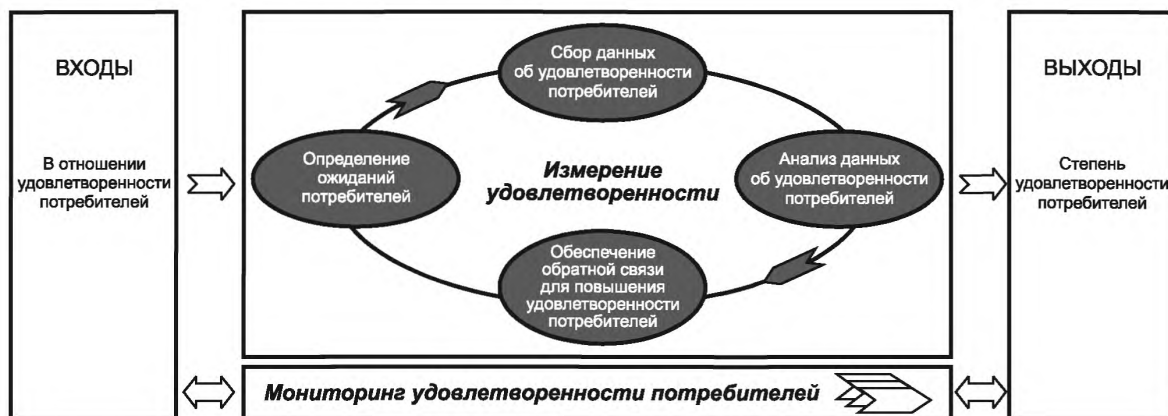 ВХОДЫ
В отношении
удовлетворенности
потребителей
Сбор данных
об удовлетворенности
потребителей
Определение
ожиданий
потребителей
Измерение
удовлетворенности
Анализ данных
об удовлетворенности
потребителей
Обеспечение
обратной связи
для повышения
удовлетворенности
потребителей
ВЫХОДЫ
Степень
удовлетворенности
потребителей
Мониторинг удовлетворенности потребителей